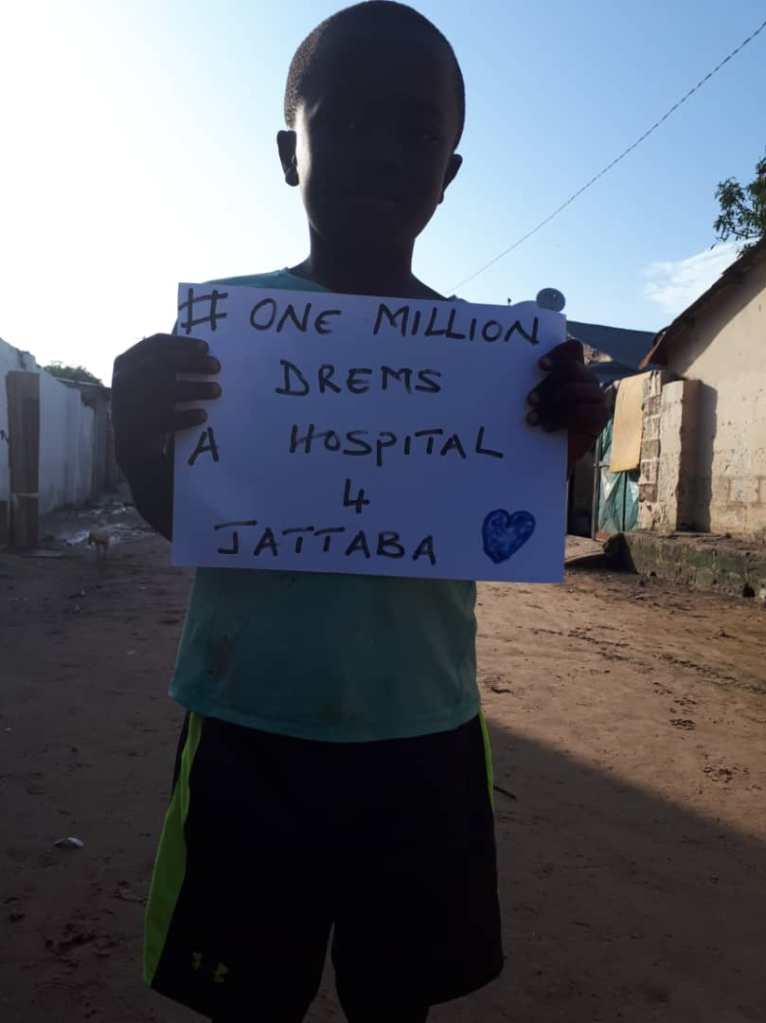 # ONE MILLION
DREMS
A HOSPITAL
4
JATTABA